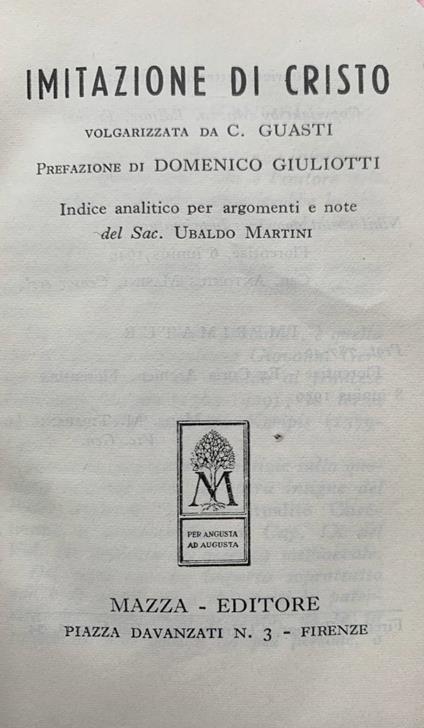 IMITAZIONE DI CRISTO
VOLGARIZZATA DA C. GUASTI
PREFAZIONE DI DOMENICO GIULIOTTI
Indice analitico per argomenti e note
del Sac. UBALDO MARTINI
M
PER ANGUSTA
AD AUGUSTA
MAZZA - EDITORE
PIAZZA DAVANZATI N. 3 - FIRENZE